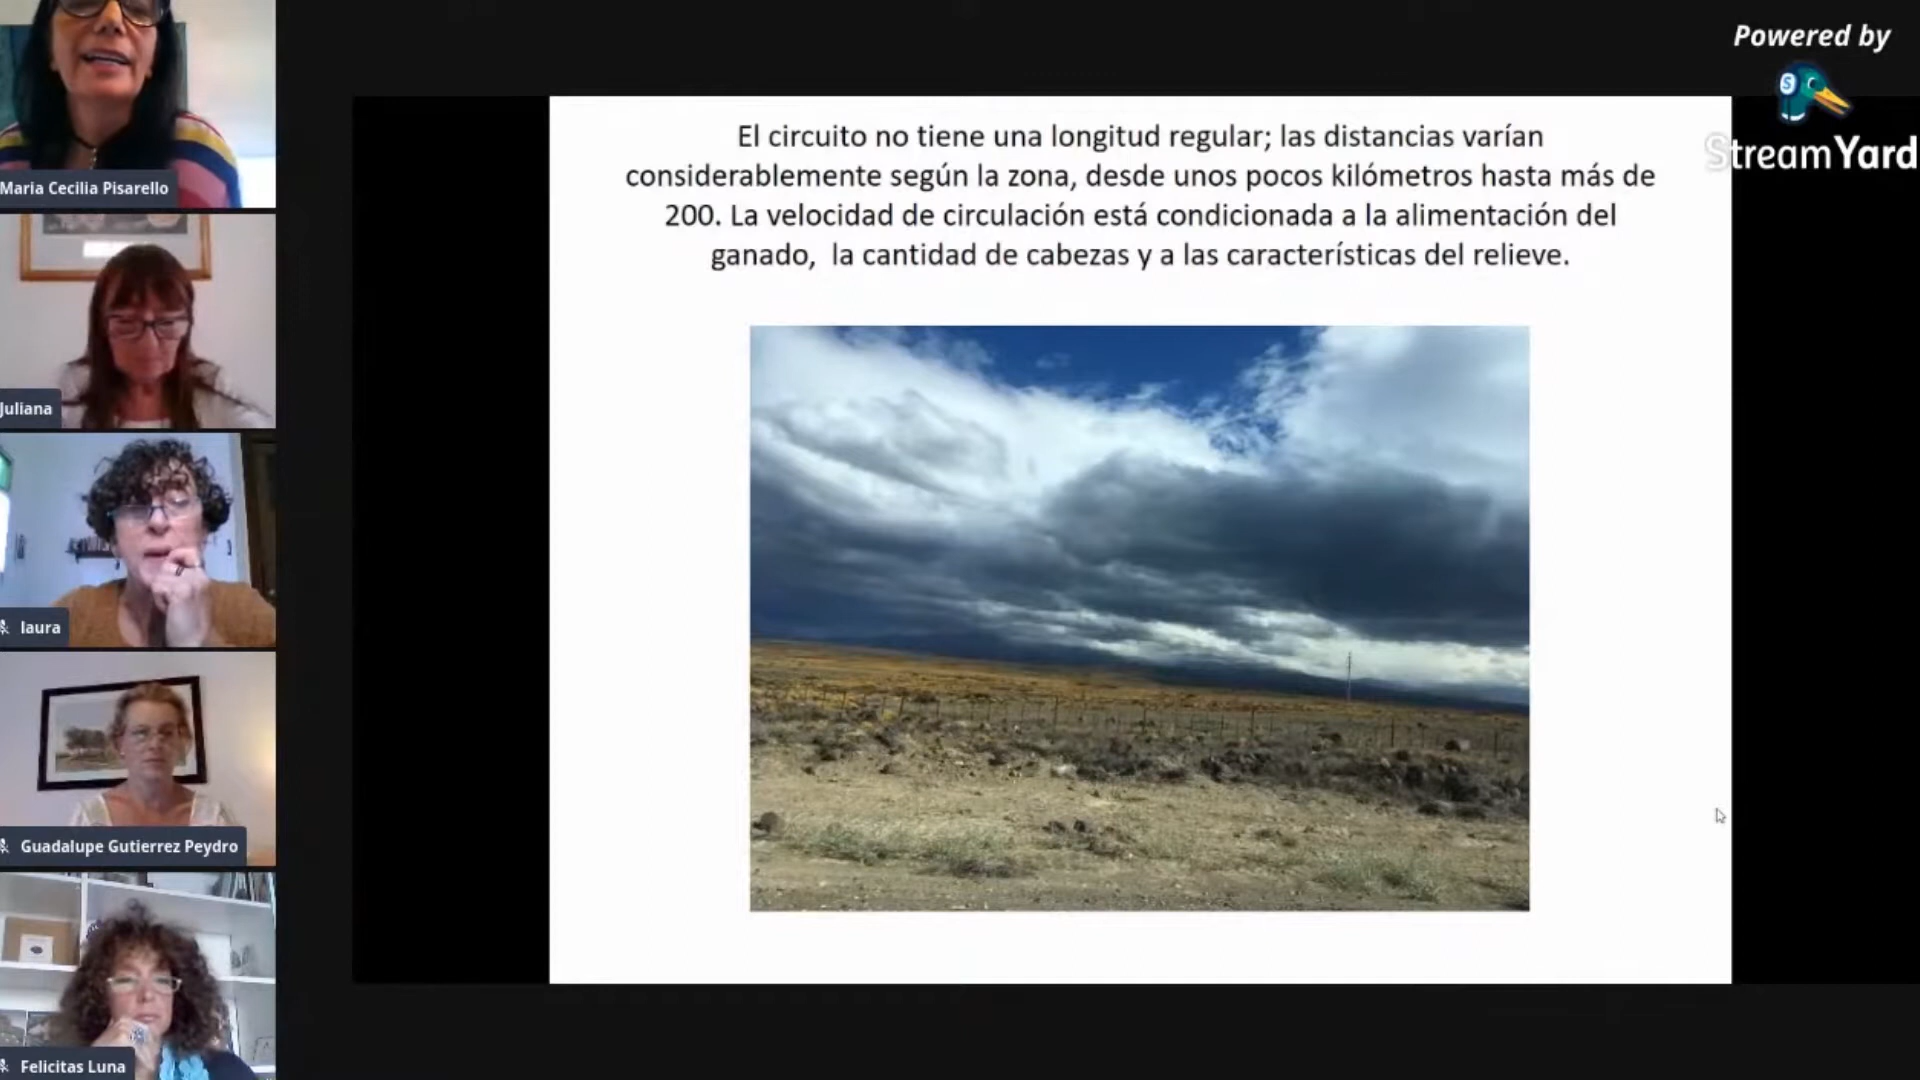 Powered by
StreamYard
El circuito no tiene una longitud regular; las distancias varían
considerablemente según la zona, desde unos pocos kilómetros hasta más de
200. La velocidad de circulación está condicionada a la alimentación del
ganado,  la cantidad de cabezas y a las características del relieve.
Maria Cecilia Pisarello
Juliana
laura
Guadalupe Gutierrez Peydro
Felicitas Luna